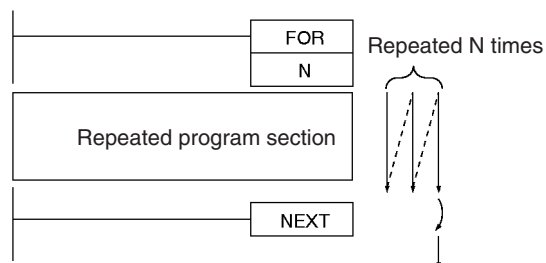 FOR
N
Repeated N times
Repeated program section
NEXT